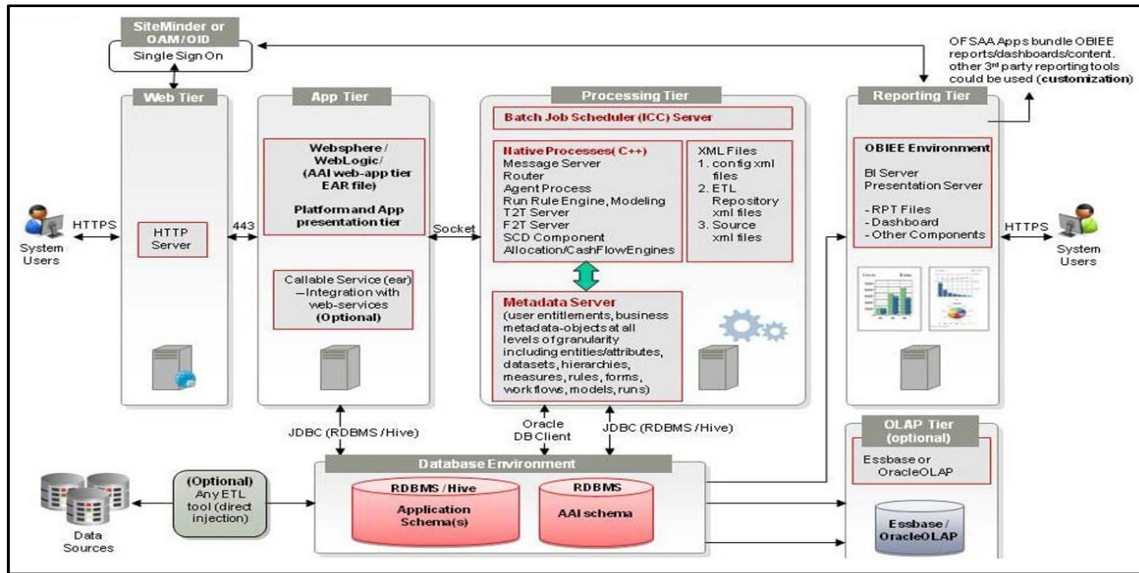 SiteMinder or
OAM/OID
Single Sign On
OFSAA Apps bundle OBIEE
reports/dashboards/content.
other 3rd party reporting tools
could be used (customization)
Web Tier
HTTP
Server
App Tier
Websphere /
WebLogic/
(AAI web-app tier
EAR file)
Platform and App
presentation tier
Callable Service (ear)
–Integration with
web-services
(Optional)
Processing Tier
Batch Job Scheduler (ICC) Server
Native Processes( C++)
Message Server
Router
Agent Process
Run Rule Engine, Modeling
T2T Server
F2T Server
SCD Component
Allocation/CashFlowEngines
XML Files
1. config xml
files
2. ETL
Repository
xml files
3. Source
xml files
Metadata Server
(user entitlements, business
metadata-objects at all
levels of granularity
including entities/attributes,
datasets, hierarchies,
measures, rules, forms,
workflows, models, runs)
Reporting Tier
OBIEE Environment
BI Server
Presentation Server
- RPT Files
- Dashboard
- Other Components
System
Users
HTTPS
443
Socket
HTTPS
System
Users
JDBC (RDBMS /Hive)
Oracle
DB Client
JDBC (RDBMS /Hive)
Database Environment
RDBMS / Hive
Application
Schema(s)
RDBMS
AAI schema
Data
Sources
(Optional)
Any ETL
tool (direct
injection)
OLAP Tier
(optional)
Essbase or
OracleOLAP
Essbase /
OracleOLAP